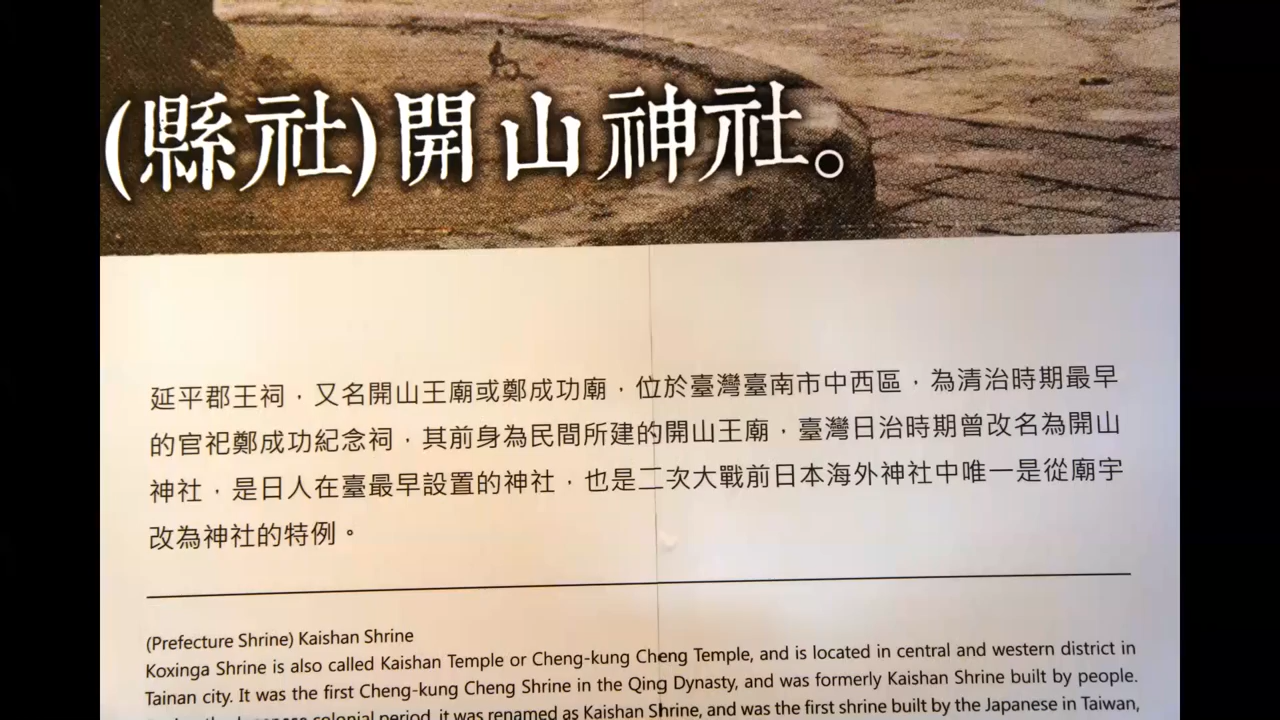 (縣社)開山神社。
延平郡王祠，又名開山王廟或鄭成功廟，位於臺灣臺南市中西區，為清治時期最早
的官祀鄭成功紀念祠，其前身為民間所建的開山王廟，臺灣日治時期曾改名為開山
神社，是日人在臺最早設置的神社，也是二次大戰前日本海外神社中唯一是從廟宇
改為神社的特例。
(Prefecture Shrine) Kaishan Shrine
Koxinga Shrine is also called Kaishan Temple or Cheng-kung Cheng Temple, and is located in central and western district in
Tainan city. It was the first Cheng-kung Cheng Shrine in the Qing Dynasty, and was formerly Kaishan Shrine built by people.
colonial period, it was renamed as Kaishan Shrine, and was the first shrine built by the Japanese in Taiwan,